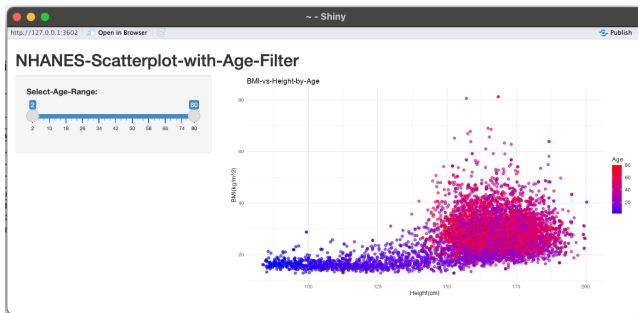 ~ - Shiny
http://127.0.0.1:3602
Open in Browser
Publish
NHANES-Scatterplot-with-Age-Filter
Select-Age-Range:
2 80
2 10 18 26 34 42 50 58 66 74 80
BMI-vs-Height-by-Age
BMI(kg/m^2)
80
60
40
20
100 125 150 175 200
Height(cm)
Age
80
60
40
20